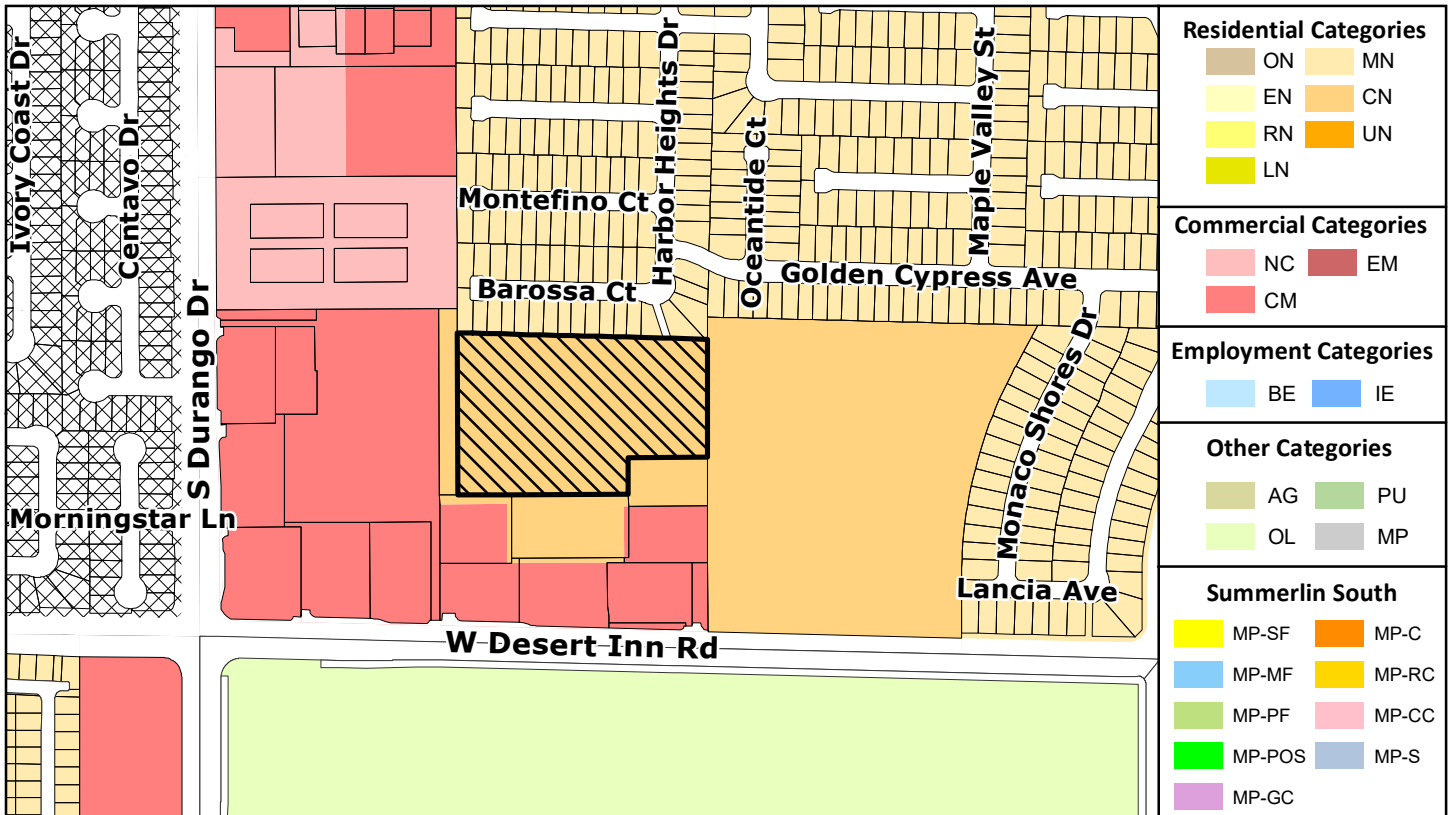 Ivory Coast Dr
Centavo Dr
S Durango Dr
Morningstar Ln
Montefino Ct
Barossa Ct
Harbor Heights Dr
Oceantide Ct
Golden Cypress Ave
Maple Valley St
Monaco Shores Dr
Lancia Ave
W Desert Inn Rd
Residential Categories
ON MN
EN CN
RN UN
LN
Commercial Categories
NC EM
CM
Employment Categories
BE IE
Other Categories
AG PU
OL MP
Summerlin South
MP-SF MP-C
MP-MF MP-RC
MP-PF MP-CC
MP-POS MP-S
MP-GC